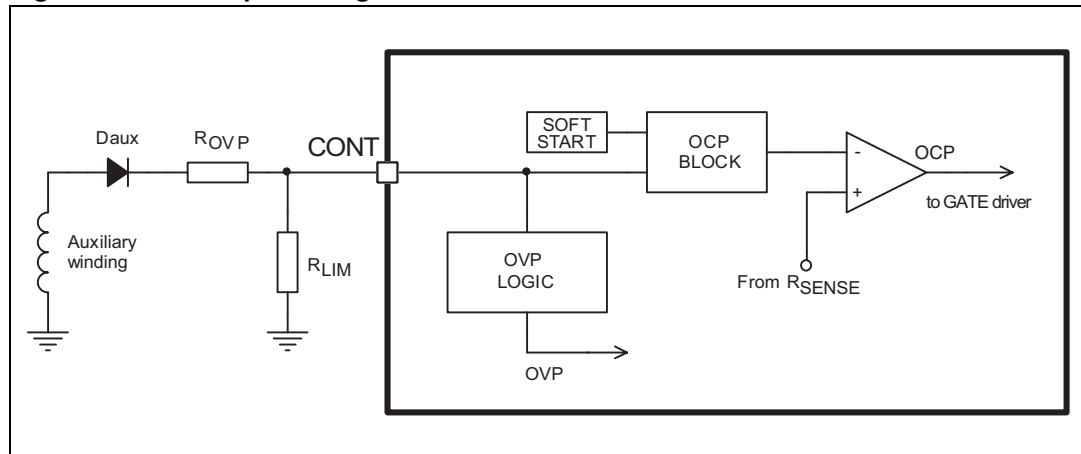 Daux
ROVP
CONT
SOFT
START
OCP
BLOCK
-
+
OCP
to GATE driver
Auxiliary
winding
RLIM
OVP
LOGIC
From RSENSE
OVP